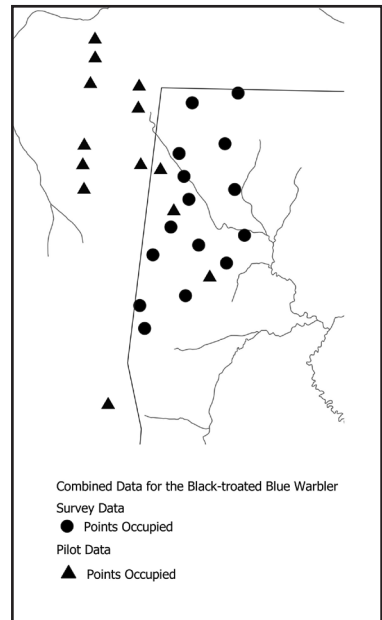 Combined Data for the Black-troated Blue Warbler
Survey Data
Points Occupied
Pilot Data
Points Occupied